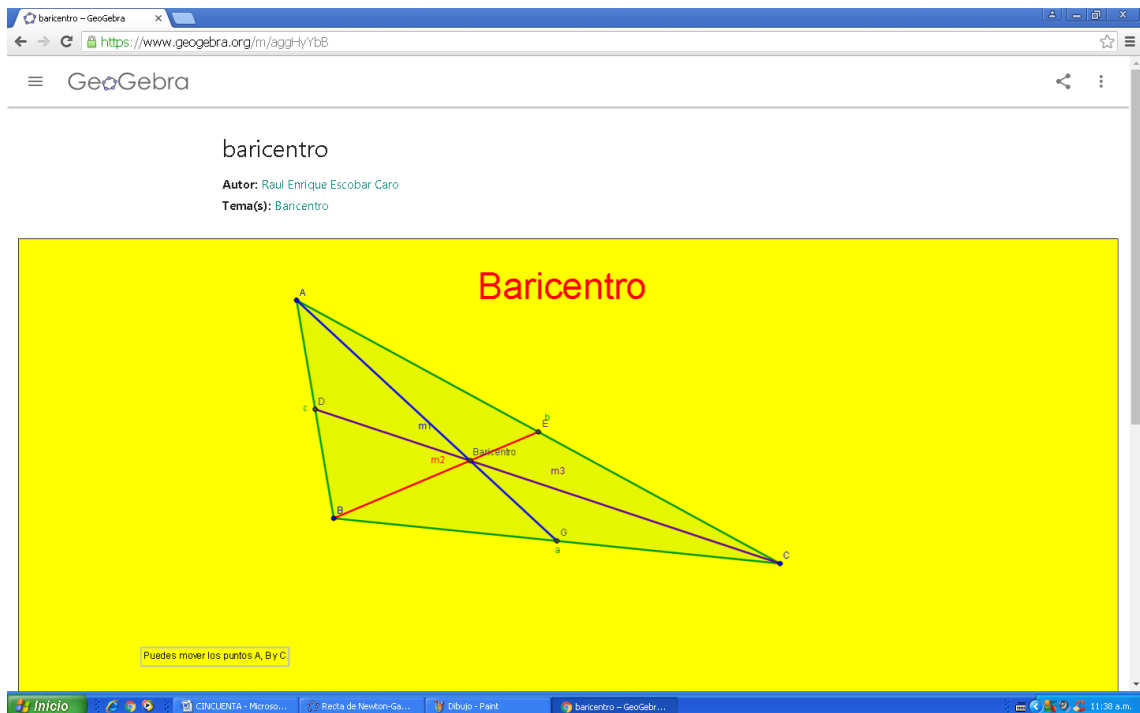 baricentro – GeoGebra
https://www.geogebra.org/m/aggHyYbB
GeoGebra
baricentro
Autor: Raul Enrique Escobar Caro
Tema(s): Baricentro
Baricentro
A
D
c
b
E
m1
Baricentro
m2
m3
B
G
a
C
Puedes mover los puntos A, B y C
Inicio
CINCUENTA - Microso...
Recta de Newton-Ga...
Dibujo - Paint
baricentro – GeoGebr...
11:38 a.m.